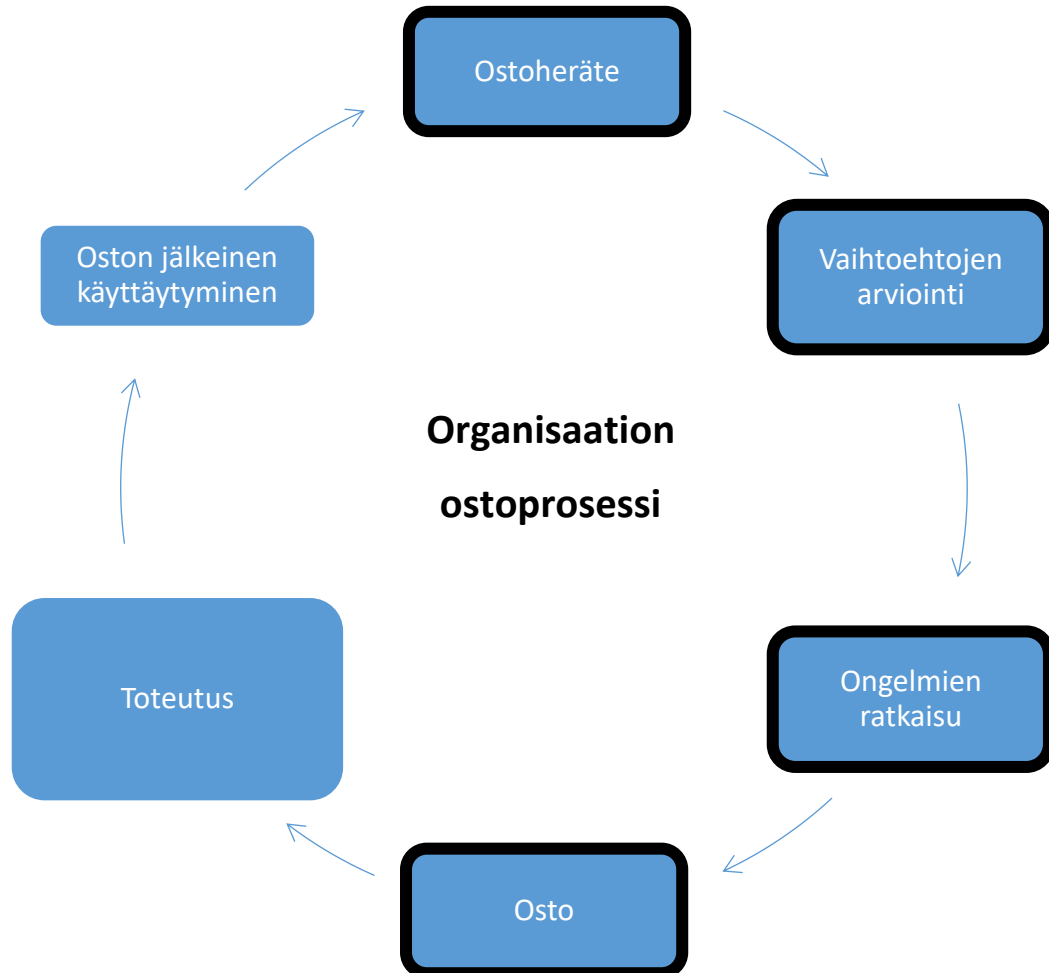 Ostoheräte
Vaihtoehtojen
arviointi
Ongelmien
ratkaisu
Osto
Toteutus
Oston jälkeinen
käyttäytyminen
Organisaation
ostoprosessi